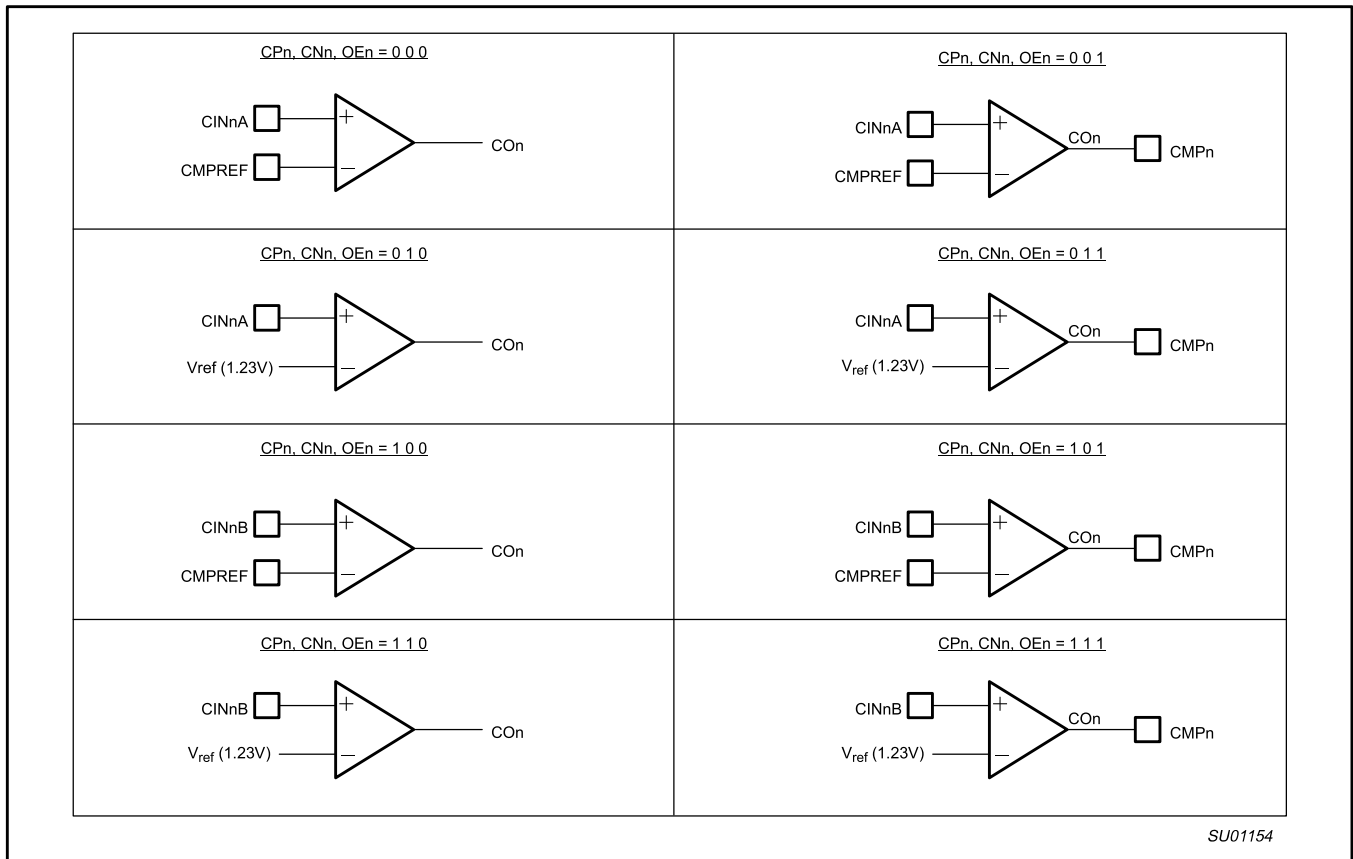 CPn, CNn, OEn = 0 0 0
CINnA
+
CMPREF
–
COn
CPn, CNn, OEn = 0 0 1
CINnA
+
CMPREF
–
COn
CMPn
CPn, CNn, OEn = 0 1 0
CINnA
+
Vref (1.23V)
–
COn
CPn, CNn, OEn = 0 1 1
CINnA
+
Vref (1.23V)
–
COn
CMPn
CPn, CNn, OEn = 1 0 0
CINnB
+
CMPREF
–
COn
CPn, CNn, OEn = 1 0 1
CINnB
+
CMPREF
–
COn
CMPn
CPn, CNn, OEn = 1 1 0
CINnB
+
Vref (1.23V)
–
COn
CPn, CNn, OEn = 1 1 1
CINnB
+
Vref (1.23V)
–
COn
CMPn
SU01154